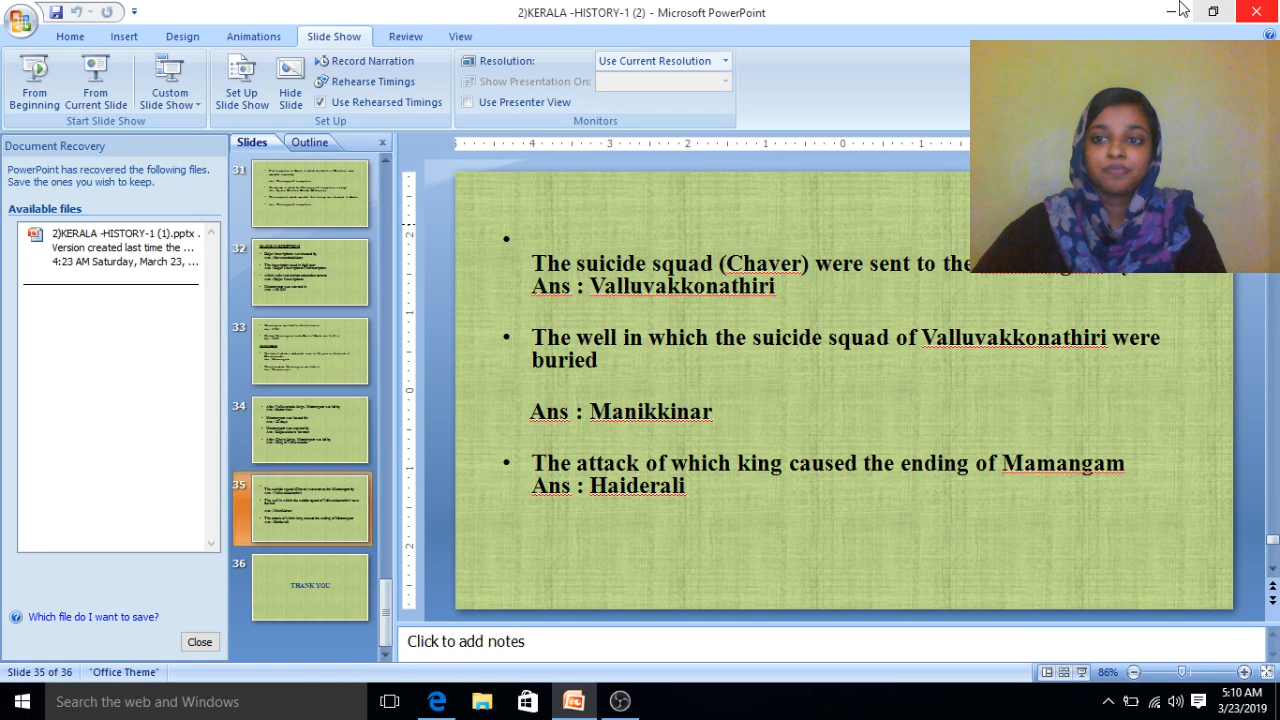 2)KERALA -HISTORY-1 (2) - Microsoft PowerPoint
Home Insert Design Animations Slide Show Review View
From Beginning
From Current Slide
Custom Slide Show
Start Slide Show
Set Up Slide Show
Hide Slide
Record Narration
Rehearse Timings
Use Rehearsed Timings
Set Up
Resolution: Use Current Resolution
Show Presentation On:
Use Presenter View
Monitors
Document Recovery
PowerPoint has recovered the following files.
Save the ones you wish to keep.
Available files
2)KERALA -HISTORY-1 (1).pptx .
Version created last time the ...
4:23 AM Saturday, March 23, ...
Which file do I want to save?
Close
Slides Outline
31
32
33
34
35
36
THANK YOU
The suicide squad (Chaver) were sent to the
Ans : Valluvakkonathiri
• The well in which the suicide squad of Valluvakkonathiri were
buried
Ans : Manikkinar
• The attack of which king caused the ending of Mamangam
Ans : Haiderali
Click to add notes
Slide 35 of 36 "Office Theme" 86%
Search the web and Windows
5:10 AM
3/23/2019